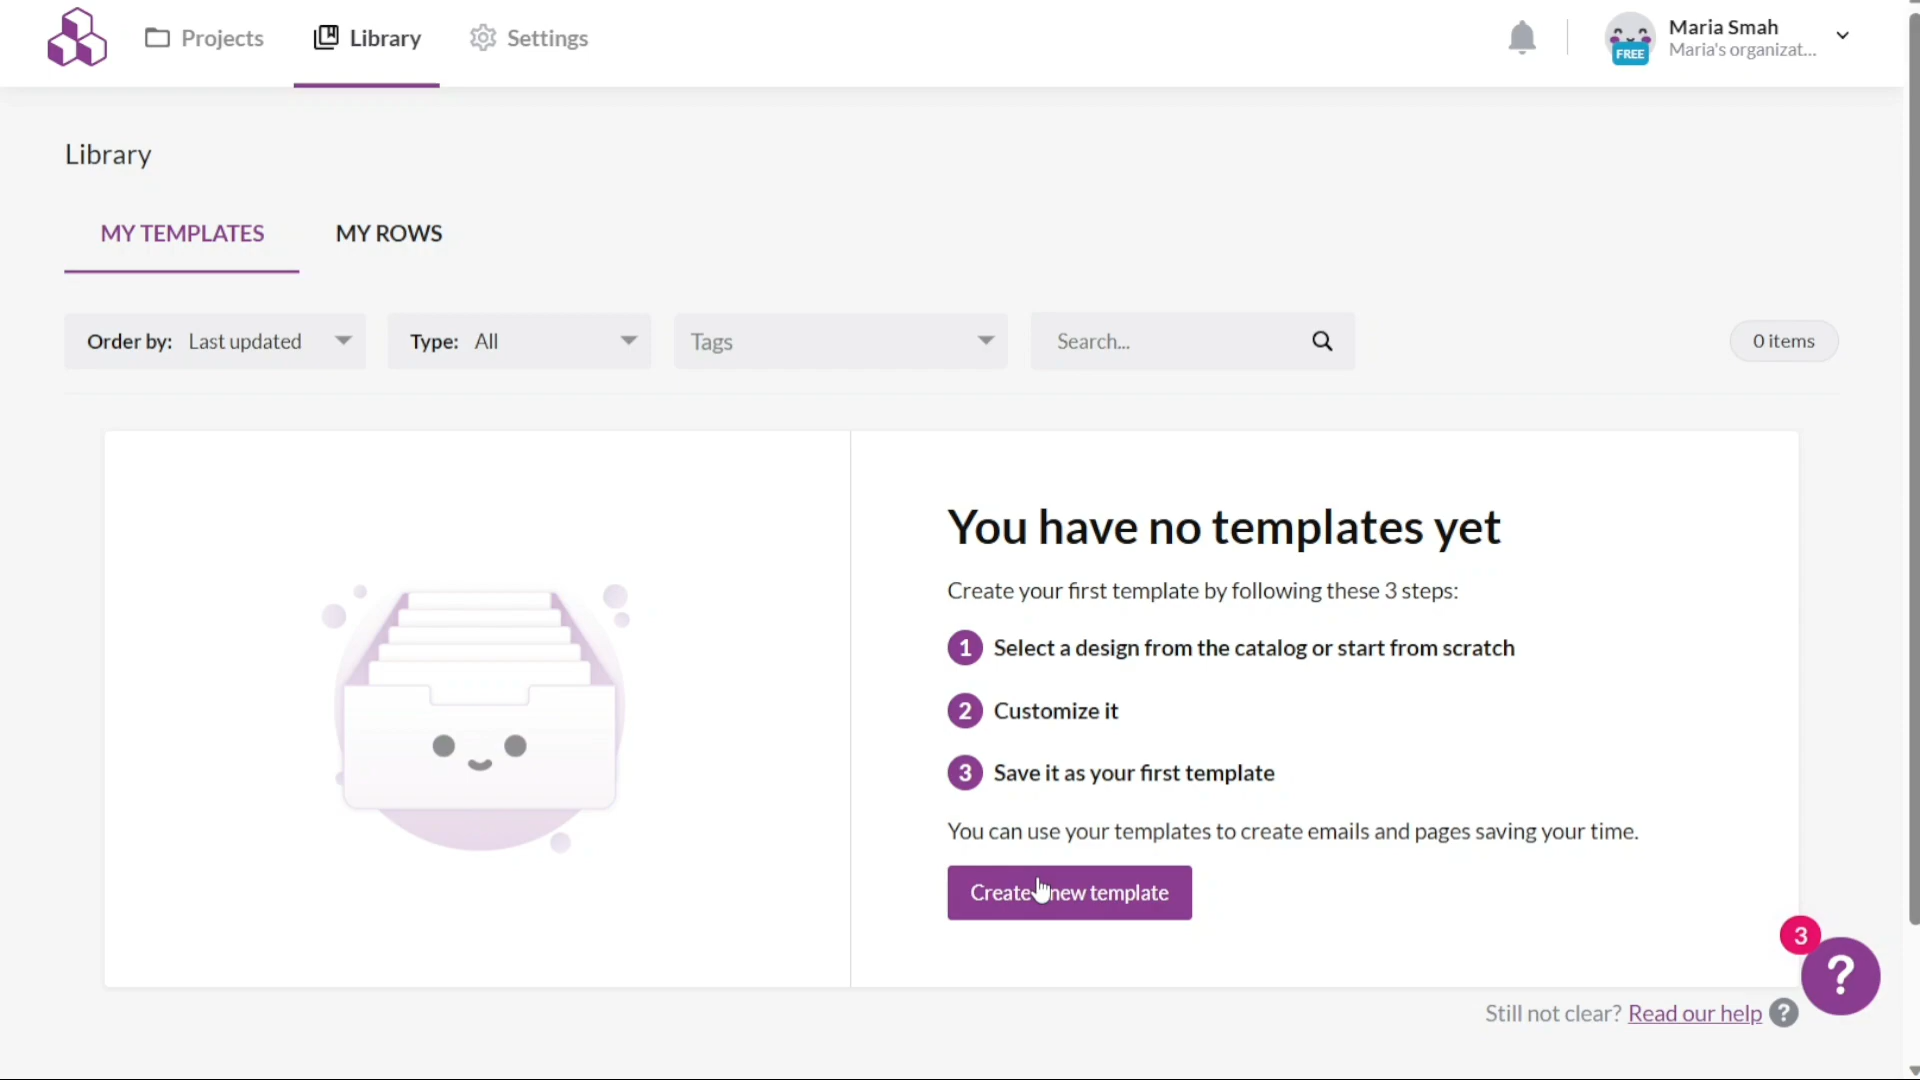 Projects
Library
Settings
FREE
Maria Smah
Maria's organizat...
Library
MY TEMPLATES
MY ROWS
Order by: Last updated
Type: All
Tags
Search...
0 items
You have no templates yet
Create your first template by following these 3 steps:
1 Select a design from the catalog or start from scratch
2 Customize it
3 Save it as your first template
You can use your templates to create emails and pages saving your time.
Create new template
3
?
Still not clear? Read our help ?